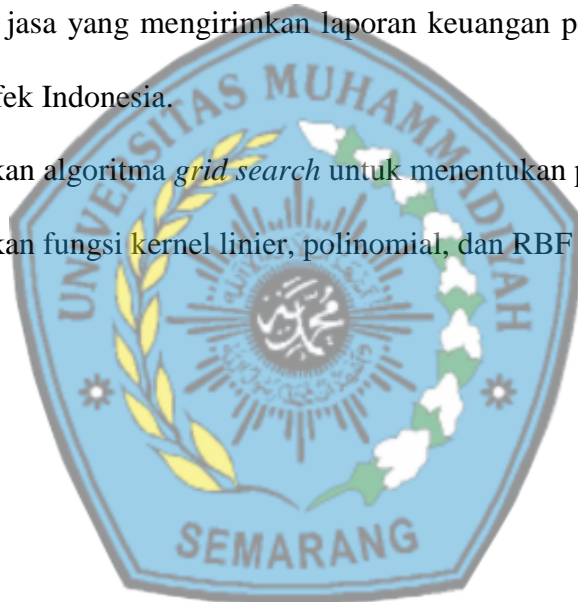 jasa yang mengirimkan laporan keuangan p
fek Indonesia.
kan algoritma grid search untuk menentukan p
kan fungsi kernel linier, polinomial, dan RBF
UNIVERSITAS MUHAMMADIYAH
SEMARANG